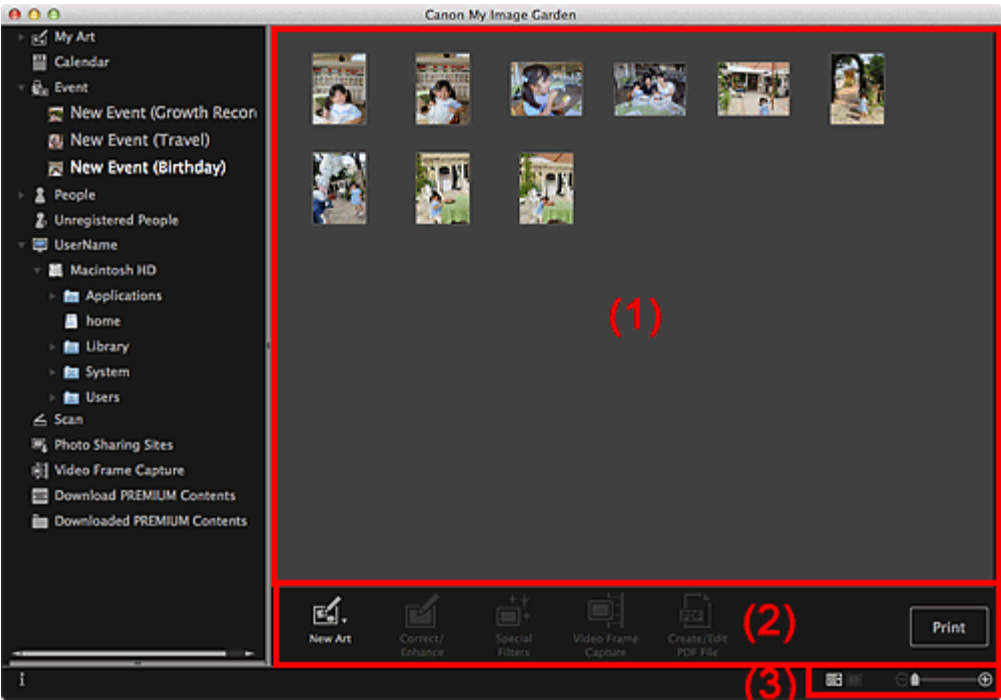 Canon My Image Garden
My Art
Calendar
Event
New Event (Growth Recor
New Event (Travel)
New Event (Birthday)
People
Unregistered People
UserName
Macintosh HD
Applications
home
Library
System
Users
Scan
Photo Sharing Sites
Video Frame Capture
Download PREMIUM Contents
Downloaded PREMIUM Contents
(1)
New Art
Correct/
Enhance
Special
Filters
Video Frame
Capture
Create/Edit
PDF File
(2)
Print
(3)